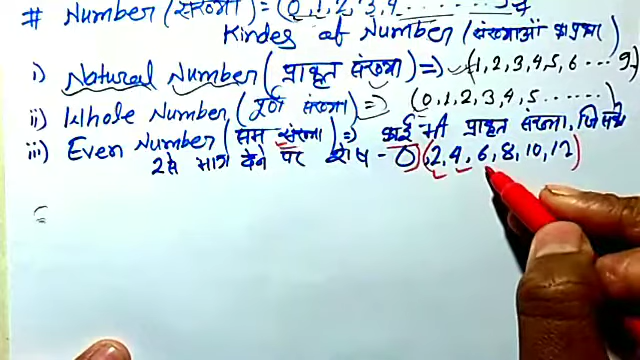 # Number (संख्या) = (0, 1, 2, 3, 4 ........
Kindes of Number (संख्याओं
i) Natural Number (प्राकृत संख्या) => (1, 2, 3, 4, 5, 6 ... 9,
ii) Whole Number (पूर्ण संख्या) => (0, 1, 2, 3, 4, 5 ......)
iii) Even Number (सम संख्या) => कोई भी प्राकृत संख्या, जिसमें
2 से भाग देने पर शेष - 0 (2, 4, 6, 8, 10, 12)